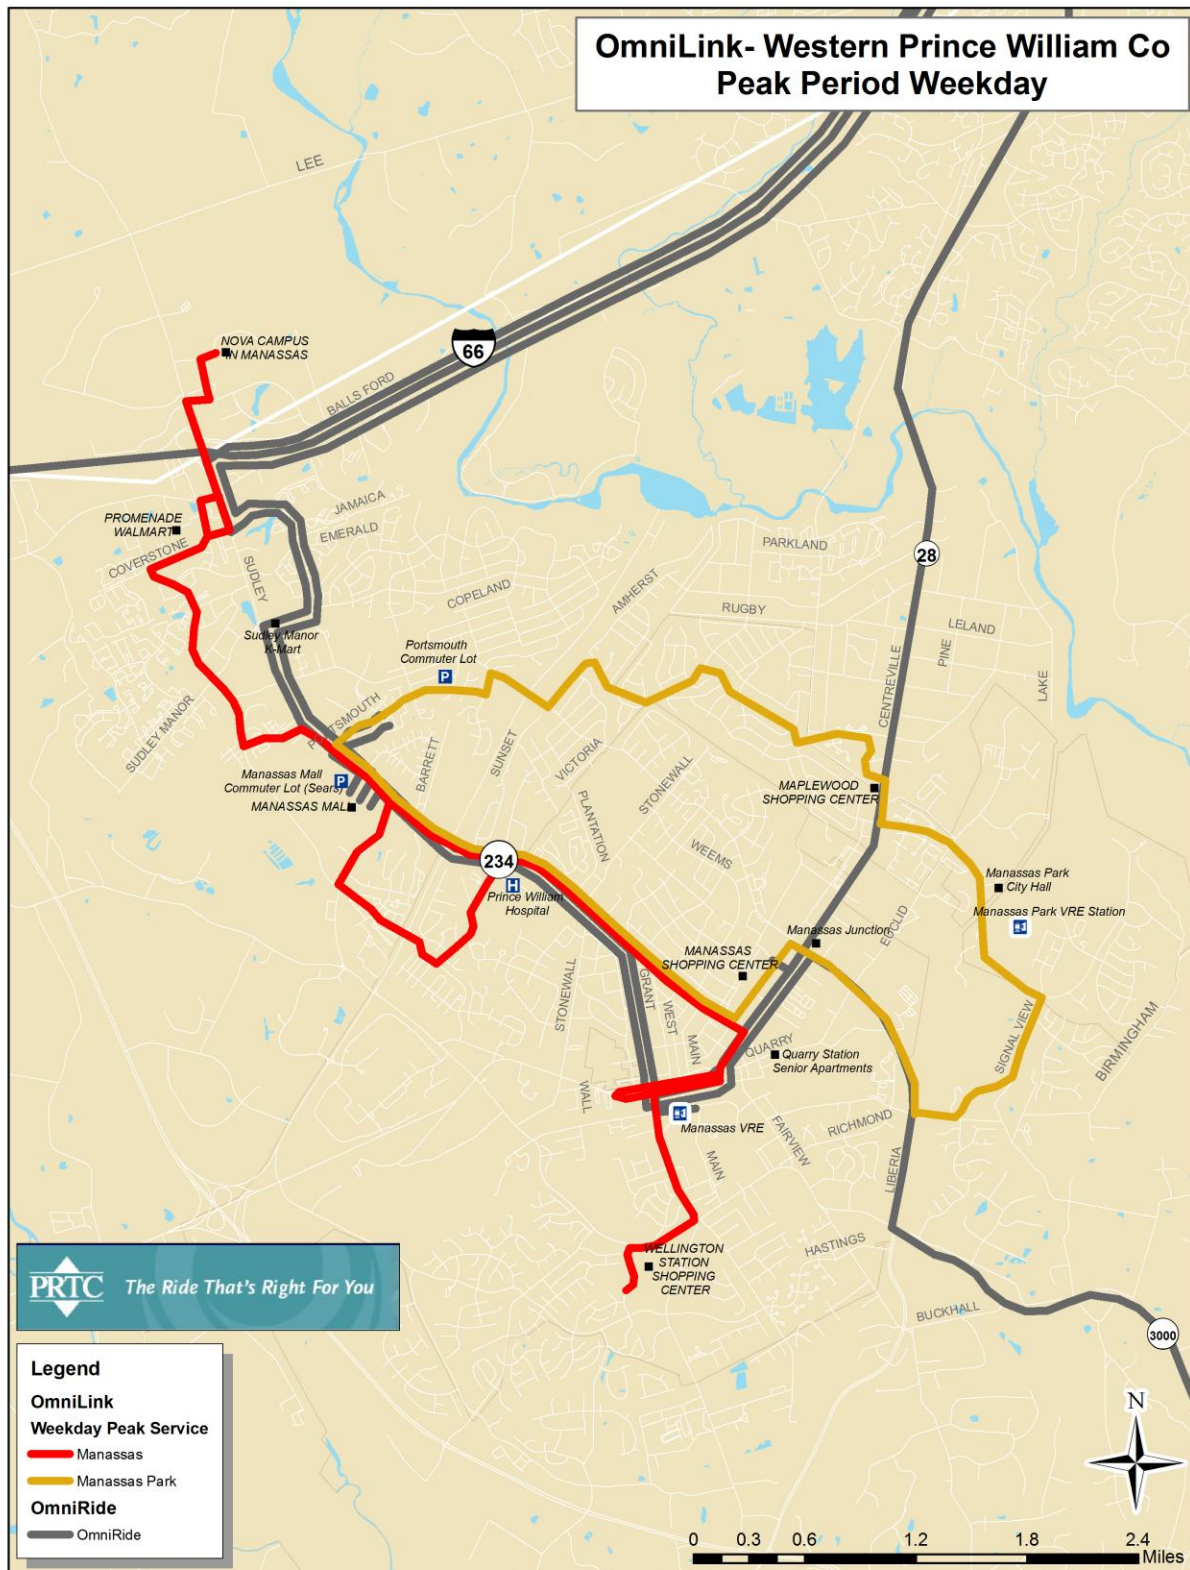 OmniLink- Western Prince William Co
Peak Period Weekday
LEE
66
NOVA CAMPUS
IN MANASSAS
BALLS FORD
JAMAICA
EMERALD
PROMENADE
WALMART
COVERSTONE
SUDLEY
PARKLAND
28
COPELAND
AMHERST
RUGBY
LELAND
PINE
LAKE
Sudley Manor
K-Mart
Portsmouth
Commuter Lot
P
CENTREVILLE
SUDLEY MANOR
PORTSMOUTH
BARRETT
SUNSET
VICTORIA
STONEWALL
Manassas Mall
Commuter Lot (Sears)
P
MANASSAS MALL
MAPLEWOOD
SHOPPING CENTER
PLANTATION
WEEMS
234
H
Prince William
Hospital
Manassas Park
City Hall
Manassas Park VRE Station
EUCLID
Manassas Junction
MANASSAS
SHOPPING CENTER
STONEWALL
GRANT
WEST
MAIN
QUARRY
Quarry Station
Senior Apartments
SIGNAL VIEW
BIRMINGHAM
WALL
Manassas VRE
FAIRVIEW
RICHMOND
MAIN
LIBERIA
HASTINGS
WELLINGTON
STATION
SHOPPING
CENTER
BUCKHALL
3000
PRTC The Ride That's Right For You
Legend
OmniLink
Weekday Peak Service
Manassas
Manassas Park
OmniRide
OmniRide
N
0 0.3 0.6 1.2 1.8 2.4
Miles